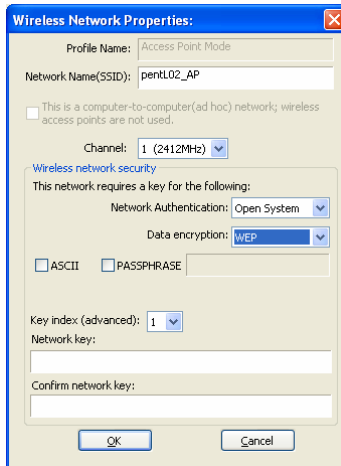 Wireless Network Properties:
Profile Name: Access Point Mode
Network Name(SSID): pentL02_AP
This is a computer-to-computer(ad hoc) network; wireless
access points are not used.
Channel: 1 (2412MHz)
Wireless network security
This network requires a key for the following:
Network Authentication: Open System
Data encryption: WEP
ASCII PASSPHRASE
Key index (advanced): 1
Network key:
Confirm network key:
OK Cancel